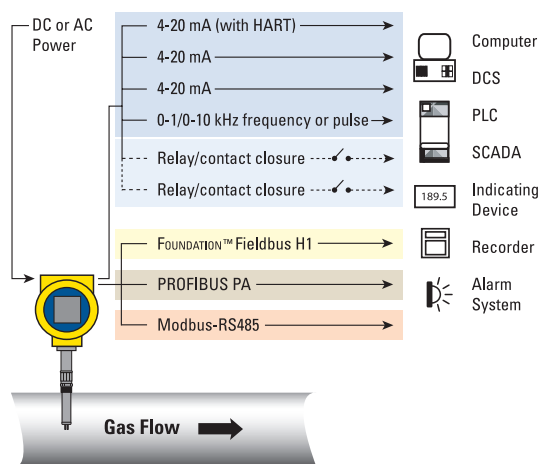 DC or AC
Power
4-20 mA (with HART)
4-20 mA
4-20 mA
0-1/0-10 kHz frequency or pulse
Relay/contact closure
Relay/contact closure
FOUNDATION™ Fieldbus H1
PROFIBUS PA
Modbus-RS485
Computer
DCS
PLC
SCADA
189.5
Indicating
Device
Recorder
Alarm
System
Gas Flow